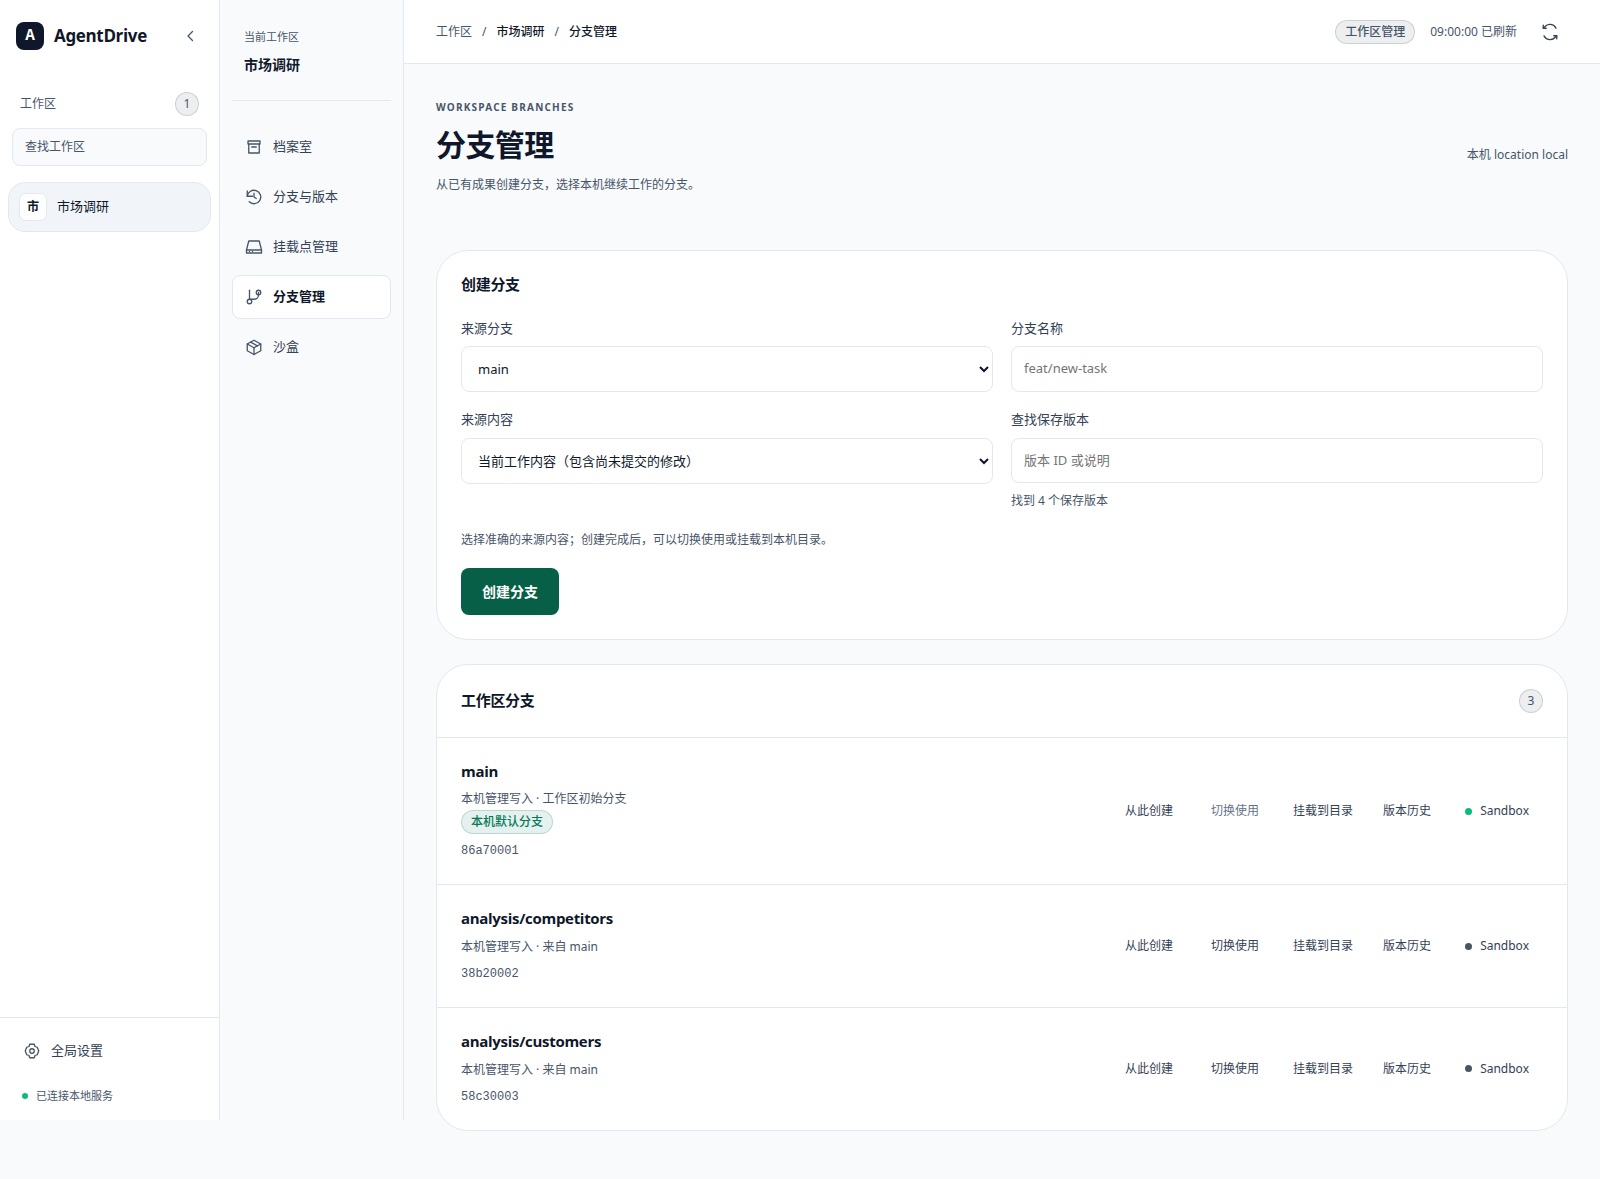 A AgentDrive
工作区 1
查找工作区
市 市场调研
全局设置
已连接本地服务
当前工作区
市场调研
档案室
分支与版本
挂载点管理
分支管理
沙盒
工作区 / 市场调研 / 分支管理
工作区管理 09:00:00 已刷新
WORKSPACE BRANCHES
分支管理
从已有成果创建分支，选择本机继续工作的分支。
本机 location local
创建分支
来源分支
main
分支名称
feat/new-task
来源内容
当前工作内容（包含尚未提交的修改）
查找保存版本
版本 ID 或说明
找到 4 个保存版本
选择准确的来源内容；创建完成后，可以切换使用或挂载到本机目录。
创建分支
工作区分支 3
main
本机管理写入 · 工作区初始分支
本机默认分支
86a70001
从此创建 切换使用 挂载到目录 版本历史 Sandbox
analysis/competitors
本机管理写入 · 来自 main
38b20002
从此创建 切换使用 挂载到目录 版本历史 Sandbox
analysis/customers
本机管理写入 · 来自 main
58c30003
从此创建 切换使用 挂载到目录 版本历史 Sandbox